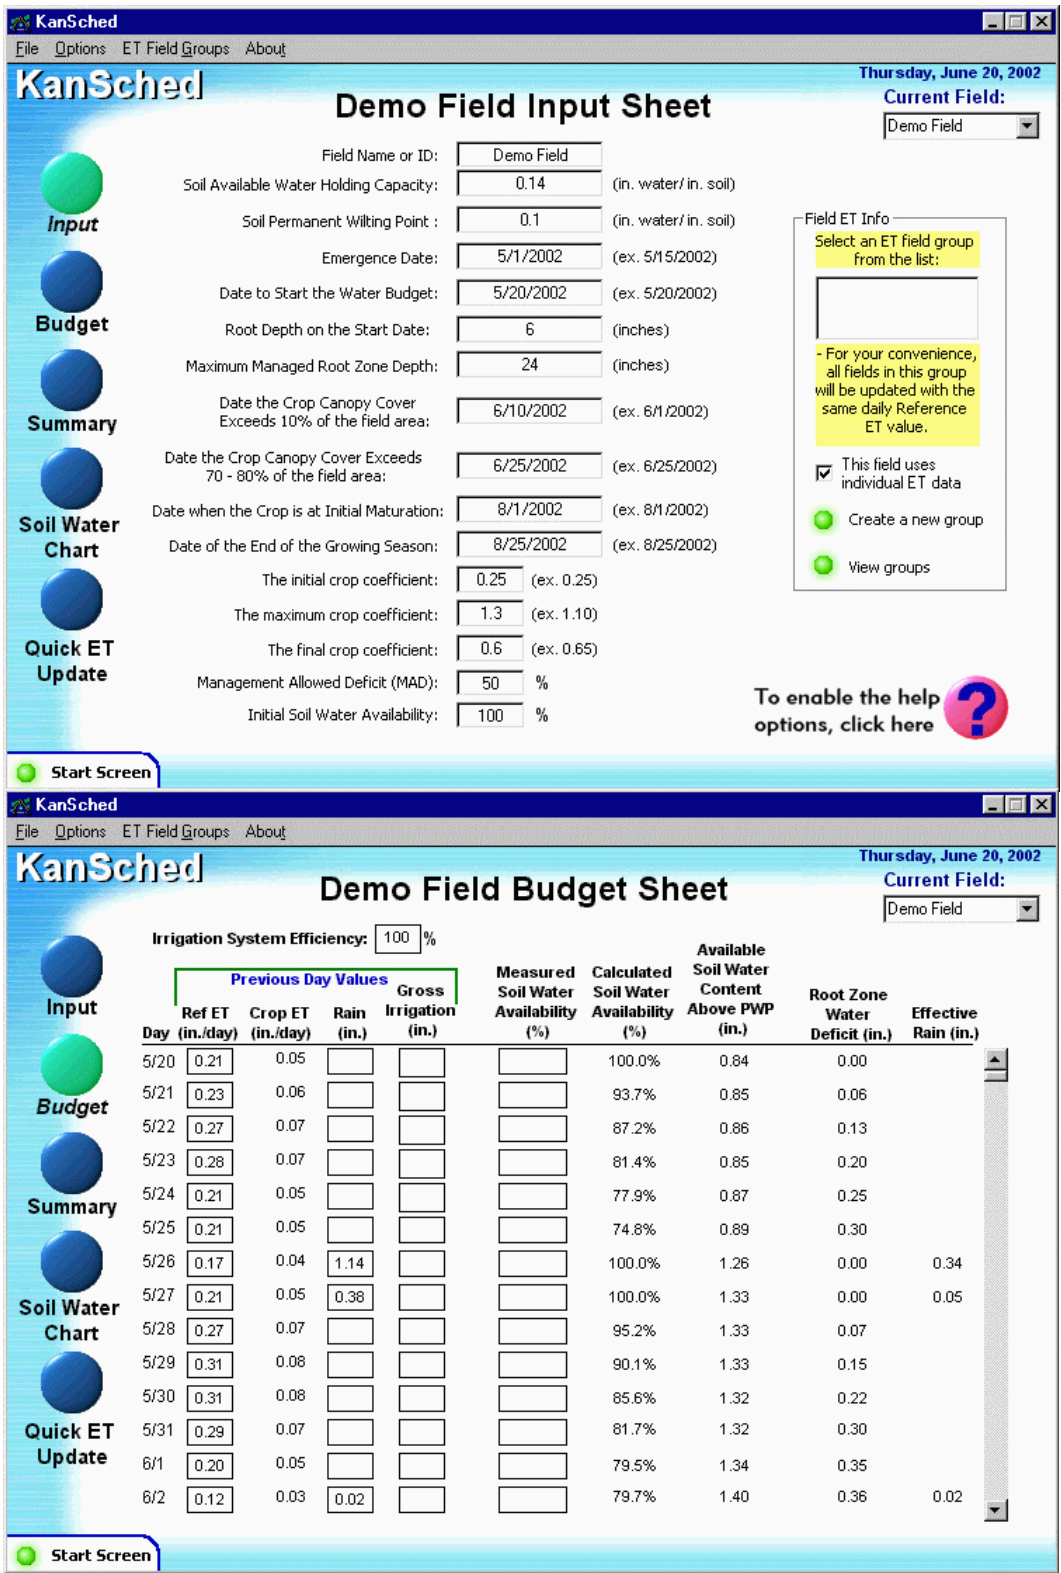 KanSched
File Options ET Field Groups About
KanSched
Thursday, June 20, 2002
Current Field:
Demo Field
Demo Field Input Sheet
Input
Budget
Summary
Soil Water
Chart
Quick ET
Update
Field Name or ID: Demo Field
Soil Available Water Holding Capacity: 0.14 (in. water/in. soil)
Soil Permanent Wilting Point : 0.1 (in. water/in. soil)
Emergence Date: 5/1/2002 (ex. 5/15/2002)
Date to Start the Water Budget: 5/20/2002 (ex. 5/20/2002)
Root Depth on the Start Date: 6 (inches)
Maximum Managed Root Zone Depth: 24 (inches)
Date the Crop Canopy Cover
Exceeds 10% of the field area: 6/10/2002 (ex. 6/1/2002)
Date the Crop Canopy Cover Exceeds
70 - 80% of the field area: 6/25/2002 (ex. 6/25/2002)
Date when the Crop is at Initial Maturation: 8/1/2002 (ex. 8/1/2002)
Date of the End of the Growing Season: 8/25/2002 (ex. 8/25/2002)
The initial crop coefficient: 0.25 (ex. 0.25)
The maximum crop coefficient: 1.3 (ex. 1.10)
The final crop coefficient: 0.6 (ex. 0.65)
Management Allowed Deficit (MAD): 50 %
Initial Soil Water Availability: 100 %
Field ET Info
Select an ET field group
from the list:
- For your convenience,
all fields in this group
will be updated with the
same daily Reference
ET value.
This field uses
individual ET data
Create a new group
View groups
To enable the help
options, click here
?
Start Screen
KanSched
File Options ET Field Groups About
KanSched
Thursday, June 20, 2002
Current Field:
Demo Field
Demo Field Budget Sheet
Input
Budget
Summary
Soil Water
Chart
Quick ET
Update
Irrigation System Efficiency: 100 %
Previous Day Values
Day
Ref ET
(in./day)
Crop ET
(in./day)
Rain
(in.)
Gross
Irrigation
(in.)
Measured
Soil Water
Availability
(%)
Calculated
Soil Water
Availability
(%)
Available
Soil Water
Content
Above PWP
(in.)
Root Zone
Water
Deficit (in.)
Effective
Rain (in.)
5/20 0.21 0.05 100.0% 0.84 0.00
5/21 0.23 0.06 93.7% 0.85 0.06
5/22 0.27 0.07 87.2% 0.86 0.13
5/23 0.28 0.07 81.4% 0.85 0.20
5/24 0.21 0.05 77.9% 0.87 0.25
5/25 0.21 0.05 74.8% 0.89 0.30
5/26 0.17 0.04 1.14 100.0% 1.26 0.00 0.34
5/27 0.21 0.05 0.38 100.0% 1.33 0.00 0.05
5/28 0.27 0.07 95.2% 1.33 0.07
5/29 0.31 0.08 90.1% 1.33 0.15
5/30 0.31 0.08 85.6% 1.32 0.22
5/31 0.29 0.07 81.7% 1.32 0.30
6/1 0.20 0.05 79.5% 1.34 0.35
6/2 0.12 0.03 0.02 79.7% 1.40 0.36 0.02
Start Screen